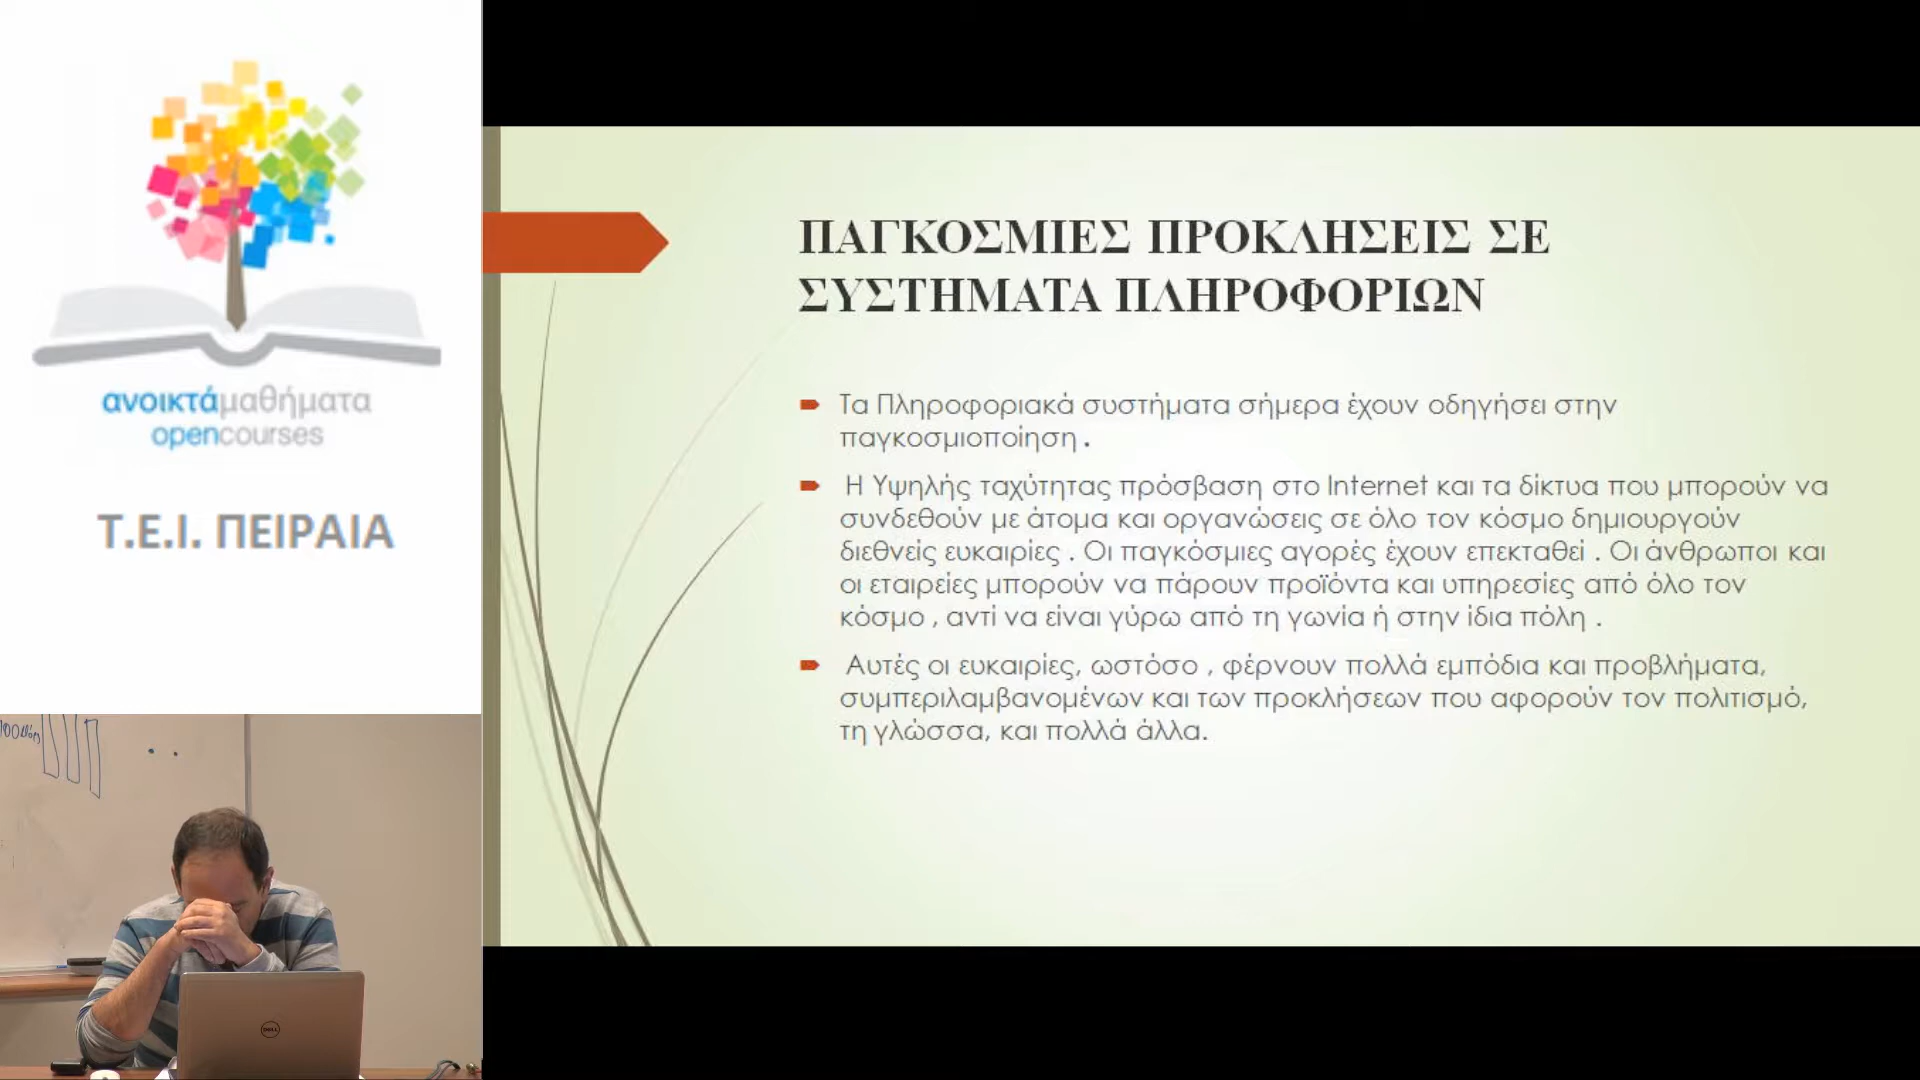 ανοικτάμαθήματα
opencourses
Τ.Ε.Ι. ΠΕΙΡΑΙΑ
ΠΑΓΚΟΣΜΙΕΣ ΠΡΟΚΛΗΣΕΙΣ ΣΕ
ΣΥΣΤΗΜΑΤΑ ΠΛΗΡΟΦΟΡΙΩΝ
Τα Πληροφοριακά συστήματα σήμερα έχουν οδηγήσει στην
παγκοσμιοποίηση .
Η Υψηλής ταχύτητας πρόσβαση στο Internet και τα δίκτυα που μπορούν να
συνδεθούν με άτομα και οργανώσεις σε όλο τον κόσμο δημιουργούν
διεθνείς ευκαιρίες . Οι παγκόσμιες αγορές έχουν επεκταθεί . Οι άνθρωποι και
οι εταιρείες μπορούν να πάρουν προϊόντα και υπηρεσίες από όλο τον
κόσμο , αντί να είναι γύρω από τη γωνία ή στην ίδια πόλη .
Αυτές οι ευκαιρίες, ωστόσο , φέρνουν πολλά εμπόδια και προβλήματα,
συμπεριλαμβανομένων και των προκλήσεων που αφορούν τον πολιτισμό,
τη γλώσσα, και πολλά άλλα.
DELL